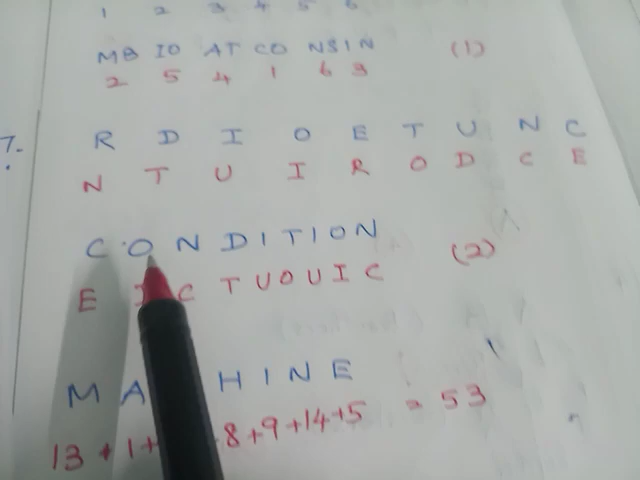 1 2 3 4 5 6
MB IO AT CO NS IN (1)
2 5 4 1 6 3
7. R D I O E T U N C
N T U I R O D C E
C O N D I T I O N (2)
E I C T U O U I C
M A H I N E
13 + 1 + 8 + 9 + 14 + 5 = 53